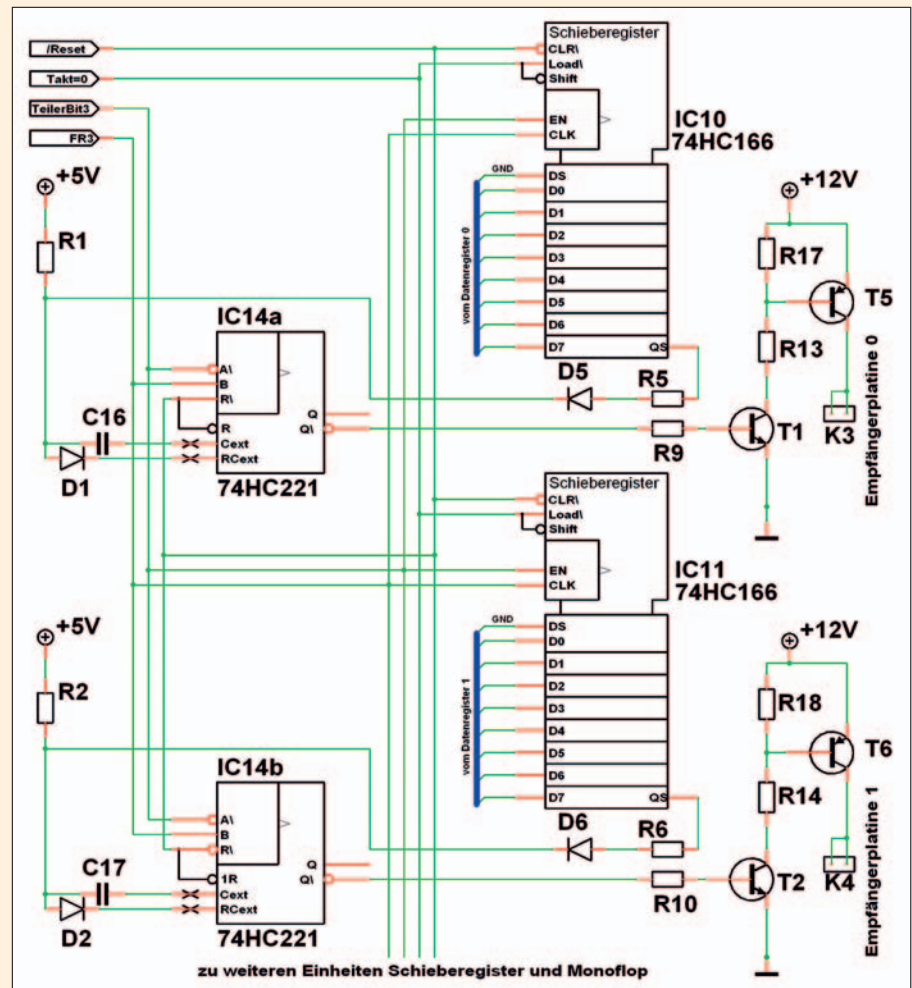 /Reset
Takt=0
TeilerBit3
FR3
+5V
R1
IC14a
A\
B
R\
R
Cext
RCext
Q
Q\
C16
D1
74HC221
Schieberegister
CLR\
Load\
Shift
EN
CLK
IC10
74HC166
GND
DS
D0
D1
D2
D3
D4
D5
D6
D7
QS
vom Datenregister 0
D5
R5
R9
+12V
R17
T5
R13
T1
K3
Empfängerplatine 0
Schieberegister
CLR\
Load\
Shift
EN
CLK
IC11
74HC166
+5V
R2
IC14b
A\
B
R\
1R
Cext
RCext
Q
Q\
C17
D2
74HC221
GND
DS
D0
D1
D2
D3
D4
D5
D6
D7
QS
vom Datenregister 1
D6
R6
R10
+12V
R18
T6
R14
T2
K4
Empfängerplatine 1
zu weiteren Einheiten Schieberegister und Monoflop